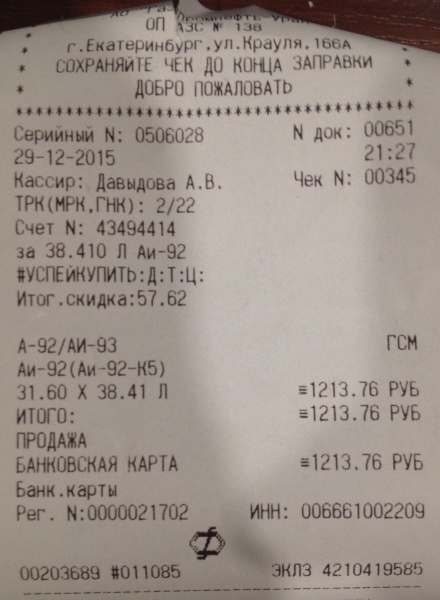 ОП АЗС № 138
* г.Екатеринбург,ул.Крауля,166А *
* СОХРАНЯЙТЕ ЧЕК ДО КОНЦА ЗАПРАВКИ *
* ДОБРО ПОЖАЛОВАТЬ *
****************************************
Серийный N: 0506028 N док: 00651
29-12-2015 21:27
Кассир: Давыдова А.В. Чек N: 00345
ТРК(МРК,ГНК): 2/22
Счет N: 43494414
за 38.410 Л Аи-92
#УСПЕЙКУПИТЬ:Д:Т:Ц:
Итог.скидка:57.62
А-92/АИ-93 ГСМ
Аи-92(Аи-92-К5)
31.60 X 38.41 Л ≡1213.76 РУБ
ИТОГО: ≡1213.76 РУБ
ПРОДАЖА
БАНКОВСКАЯ КАРТА ≡1213.76 РУБ
Банк.карты
Рег. N:0000021702 ИНН: 006661002209
00203689 #011085 ЭКЛЗ 4210419585